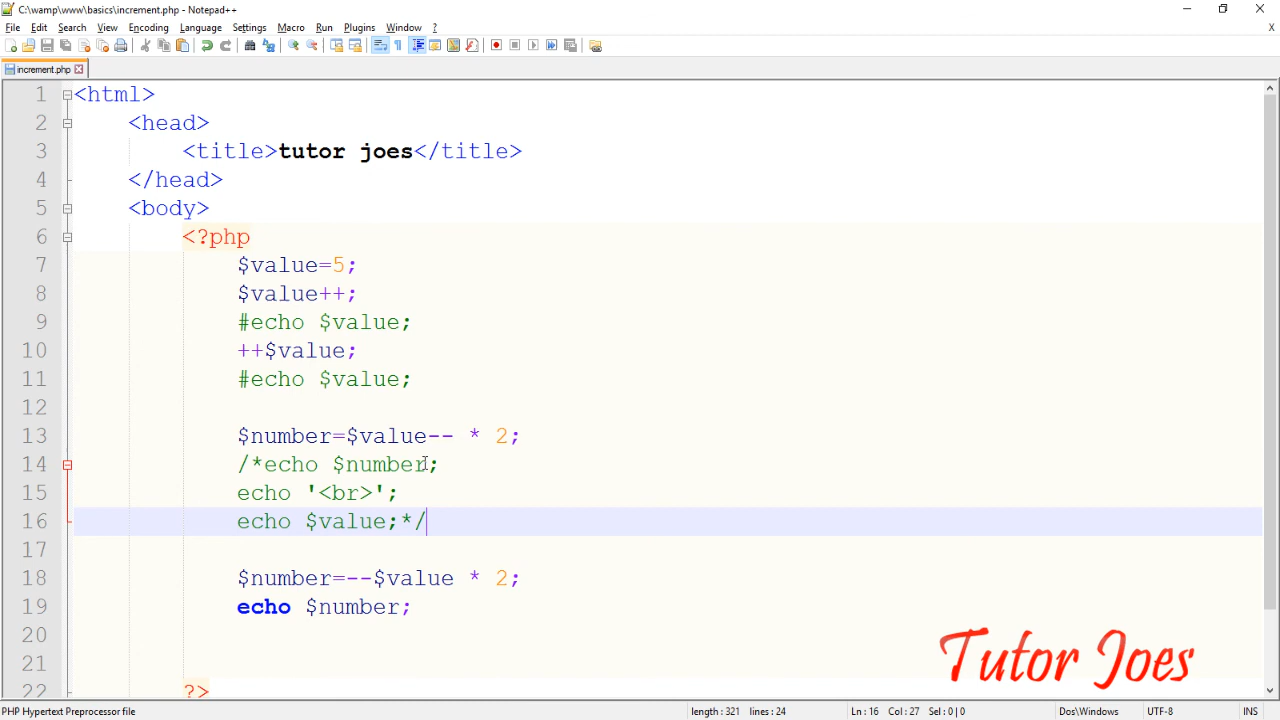 C:\wamp\www\basics\increment.php - Notepad++
File Edit Search View Encoding Language Settings Macro Run Plugins Window ?
increment.php
1 <html>
2 <head>
3 <title>tutor joes</title>
4 </head>
5 <body>
6 <?php
7 $value=5;
8 $value++;
9 #echo $value;
10 ++$value;
11 #echo $value;
12
13 $number=$value-- * 2;
14 /*echo $number;
15 echo '<br>';
16 echo $value;*/
17
18 $number=--$value * 2;
19 echo $number;
20
21
22 ?>
Tutor Joes
PHP Hypertext Preprocessor file length : 321 lines : 24 Ln : 16 Col : 27 Sel : 0 | 0 Dos\Windows UTF-8 INS